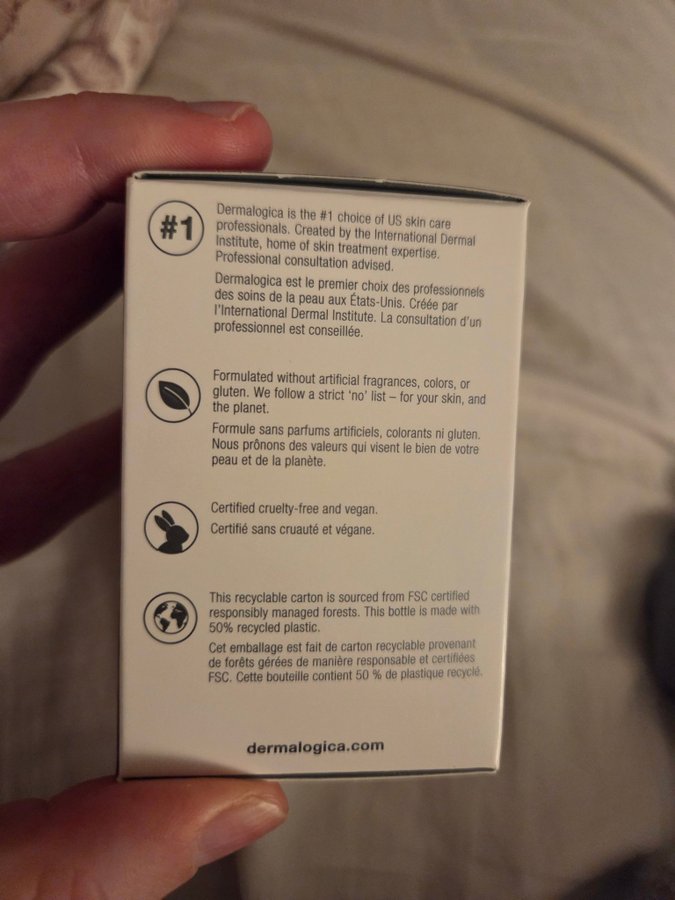 #1
Dermalogica is the #1 choice of US skin care
professionals. Created by the International Dermal
Institute, home of skin treatment expertise.
Professional consultation advised.
Dermalogica est le premier choix des professionnels
des soins de la peau aux États-Unis. Créée par
l'International Dermal Institute. La consultation d'un
professionnel est conseillée.
Formulated without artificial fragrances, colors, or
gluten. We follow a strict 'no' list – for your skin, and
the planet.
Formule sans parfums artificiels, colorants ni gluten.
Nous prônons des valeurs qui visent le bien de votre
peau et de la planète.
Certified cruelty-free and vegan.
Certifié sans cruauté et végane.
This recyclable carton is sourced from FSC certified
responsibly managed forests. This bottle is made with
50% recycled plastic.
Cet emballage est fait de carton recyclable provenant
de forêts gérées de manière responsable et certifiées
FSC. Cette bouteille contient 50 % de plastique recyclé.
dermalogica.com